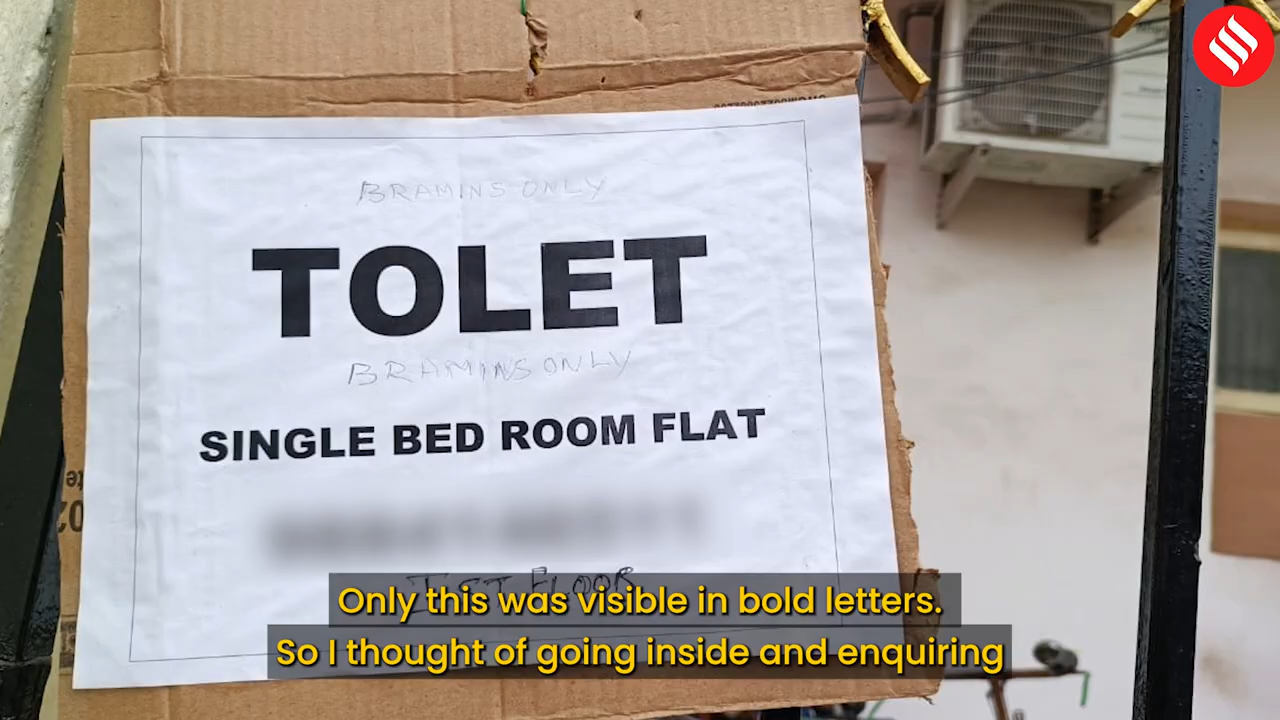 BRAMINS ONLY
TOLET
BRAMINS ONLY
SINGLE BED ROOM FLAT
FLOOR
Only this was visible in bold letters.
So I thought of going inside and enquiring